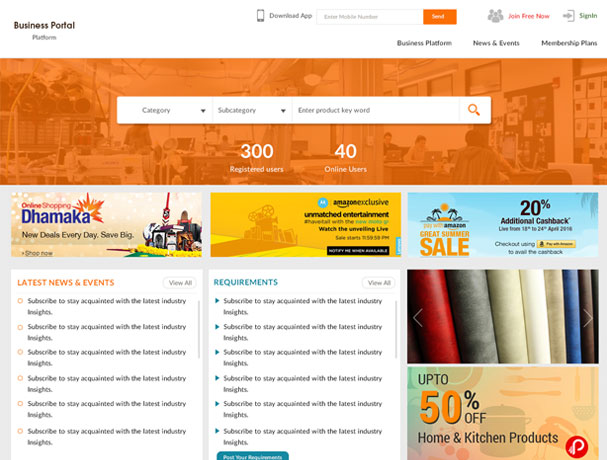 Business Portal
Platform
Download App
Enter Mobile Number
Send
Join Free Now
SignIn
Business Platform
News & Events
Membership Plans
Category
Subcategory
Enter product key word
300
Registered users
40
Online Users
Online Shopping
Dhamaka
New Deals Every Day. Save Big.
Shop now
amazonexclusive
unmatched entertainment
#haveitall with the new moto g
Watch the unveiling Live
Sale starts 11:59:59 PM
NOTIFY ME WHEN AVAILABLE
pay with amazon
GREAT SUMMER
SALE
20%
Additional Cashback*
Live from 18th to 24th April 2016
Checkout using Pay with Amazon
to avail the cashback
LATEST NEWS & EVENTS
View All
Subscribe to stay acquainted with the latest industry
Insights.
Subscribe to stay acquainted with the latest industry
Insights.
Subscribe to stay acquainted with the latest industry
Insights.
Subscribe to stay acquainted with the latest industry
Insights.
Subscribe to stay acquainted with the latest industry
Insights.
Subscribe to stay acquainted with the latest industry
Insights.
REQUIREMENTS
View All
Subscribe to stay acquainted with the latest industry
Insights.
Subscribe to stay acquainted with the latest industry
Insights.
Subscribe to stay acquainted with the latest industry
Insights.
Subscribe to stay acquainted with the latest industry
Insights.
Subscribe to stay acquainted with the latest industry
Insights.
Subscribe to stay acquainted with the latest industry
Insights.
Post Your Requirements
UPTO
50%
OFF
Home & Kitchen Products